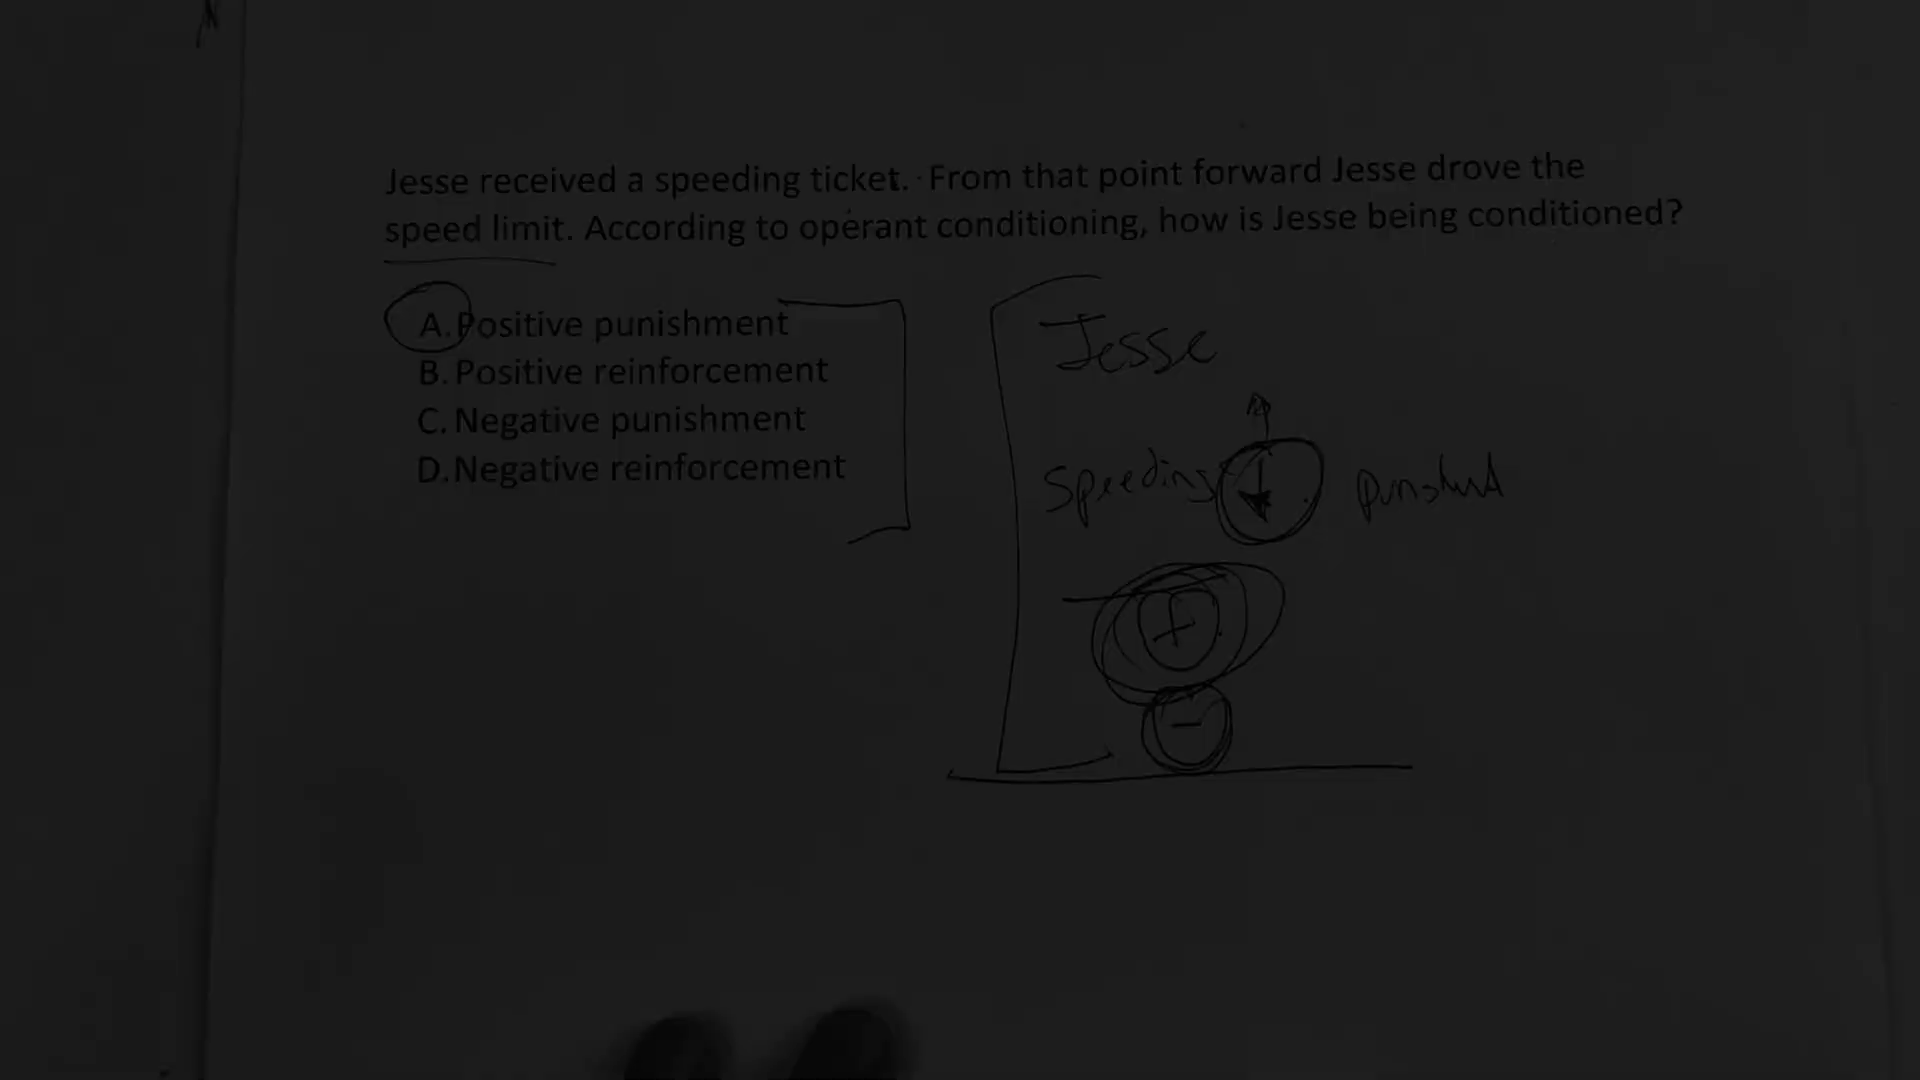 Jesse received a speeding ticket. From that point forward Jesse drove the
speed limit. According to operant conditioning, how is Jesse being conditioned?
A. Positive punishment
B. Positive reinforcement
C. Negative punishment
D. Negative reinforcement
Jesse
Speeding
+
-